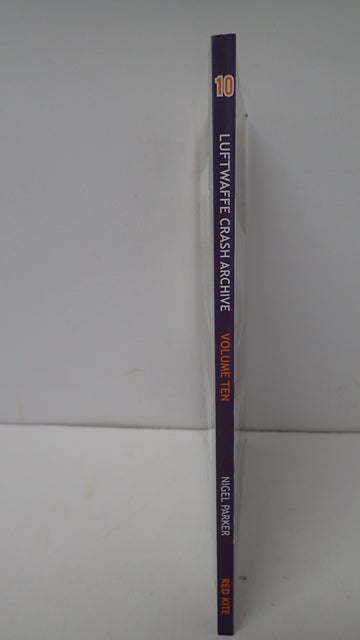 10
LUFTWAFFE CRASH ARCHIVE
VOLUME TEN
NIGEL PARKER
RED KITE